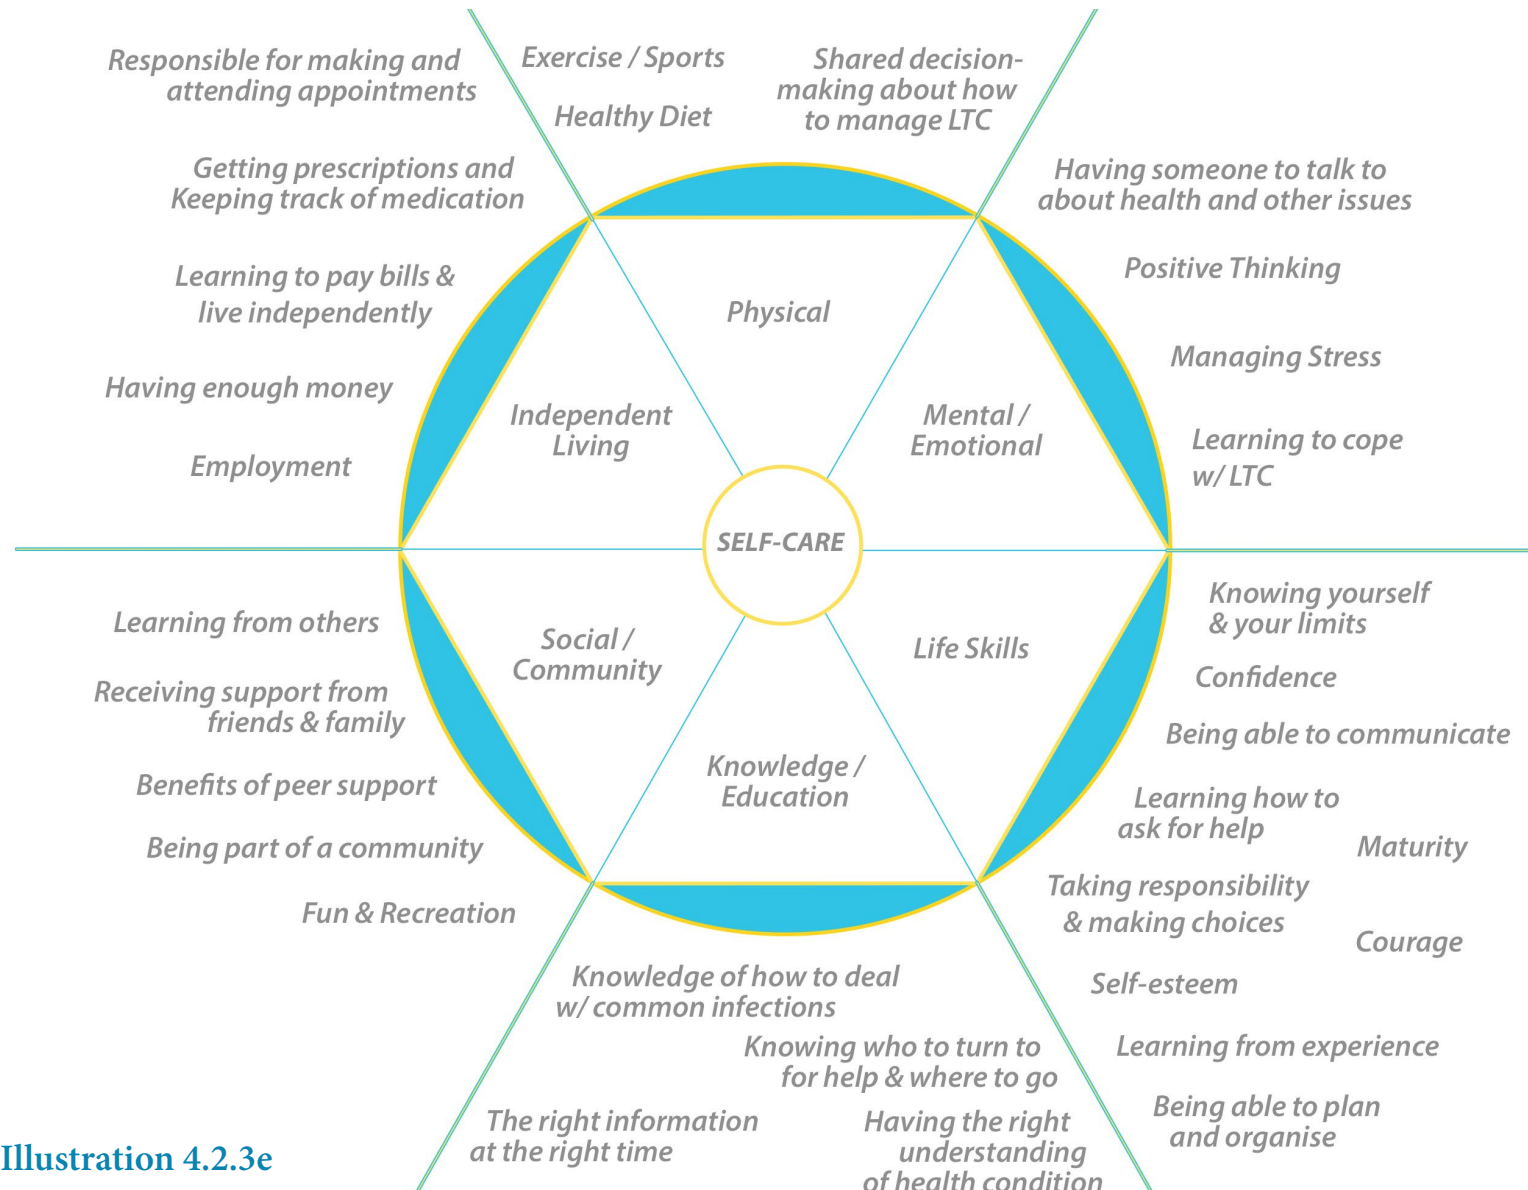 Exercise / Sports
Healthy Diet
Shared decision-
making about how
to manage LTC
Having someone to talk to
about health and other issues
Positive Thinking
Managing Stress
Learning to cope
w/ LTC
Knowing yourself
& your limits
Confidence
Being able to communicate
Learning how to
ask for help
Maturity
Taking responsibility
& making choices
Courage
Self-esteem
Learning from experience
Being able to plan
and organise
Knowledge of how to deal
w/ common infections
Knowing who to turn to
for help & where to go
The right information
at the right time
Having the right
understanding
of health condition
Learning from others
Receiving support from
friends & family
Benefits of peer support
Being part of a community
Fun & Recreation
Responsible for making and
attending appointments
Getting prescriptions and
Keeping track of medication
Learning to pay bills &
live independently
Having enough money
Employment
Physical
Mental /
Emotional
Life Skills
Knowledge /
Education
Social /
Community
Independent
Living
SELF-CARE
Illustration 4.2.3e